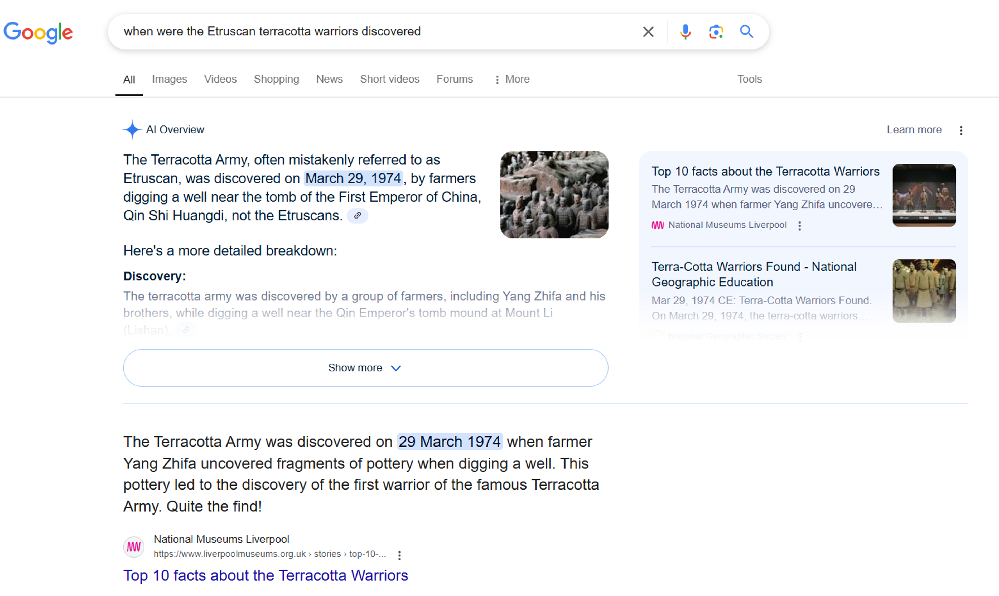 Google
when were the Etruscan terracotta warriors discovered
All Images Videos Shopping News Short videos Forums More Tools
AI Overview
Learn more
The Terracotta Army, often mistakenly referred to as
Etruscan, was discovered on March 29, 1974, by farmers
digging a well near the tomb of the First Emperor of China,
Qin Shi Huangdi, not the Etruscans.
Here's a more detailed breakdown:
Discovery:
The terracotta army was discovered by a group of farmers, including Yang Zhifa and his
brothers, while digging a well near the Qin Emperor's tomb mound at Mount Li
(Lishan).
Show more
Top 10 facts about the Terracotta Warriors
The Terracotta Army was discovered on 29
March 1974 when farmer Yang Zhifa uncovere...
National Museums Liverpool
Terra-Cotta Warriors Found - National
Geographic Education
Mar 29, 1974 CE: Terra-Cotta Warriors Found.
On March 29, 1974, the terra-cotta warriors...
National Geographic Society
The Terracotta Army was discovered on 29 March 1974 when farmer
Yang Zhifa uncovered fragments of pottery when digging a well. This
pottery led to the discovery of the first warrior of the famous Terracotta
Army. Quite the find!
National Museums Liverpool
https://www.liverpoolmuseums.org.uk › stories › top-10-...
Top 10 facts about the Terracotta Warriors